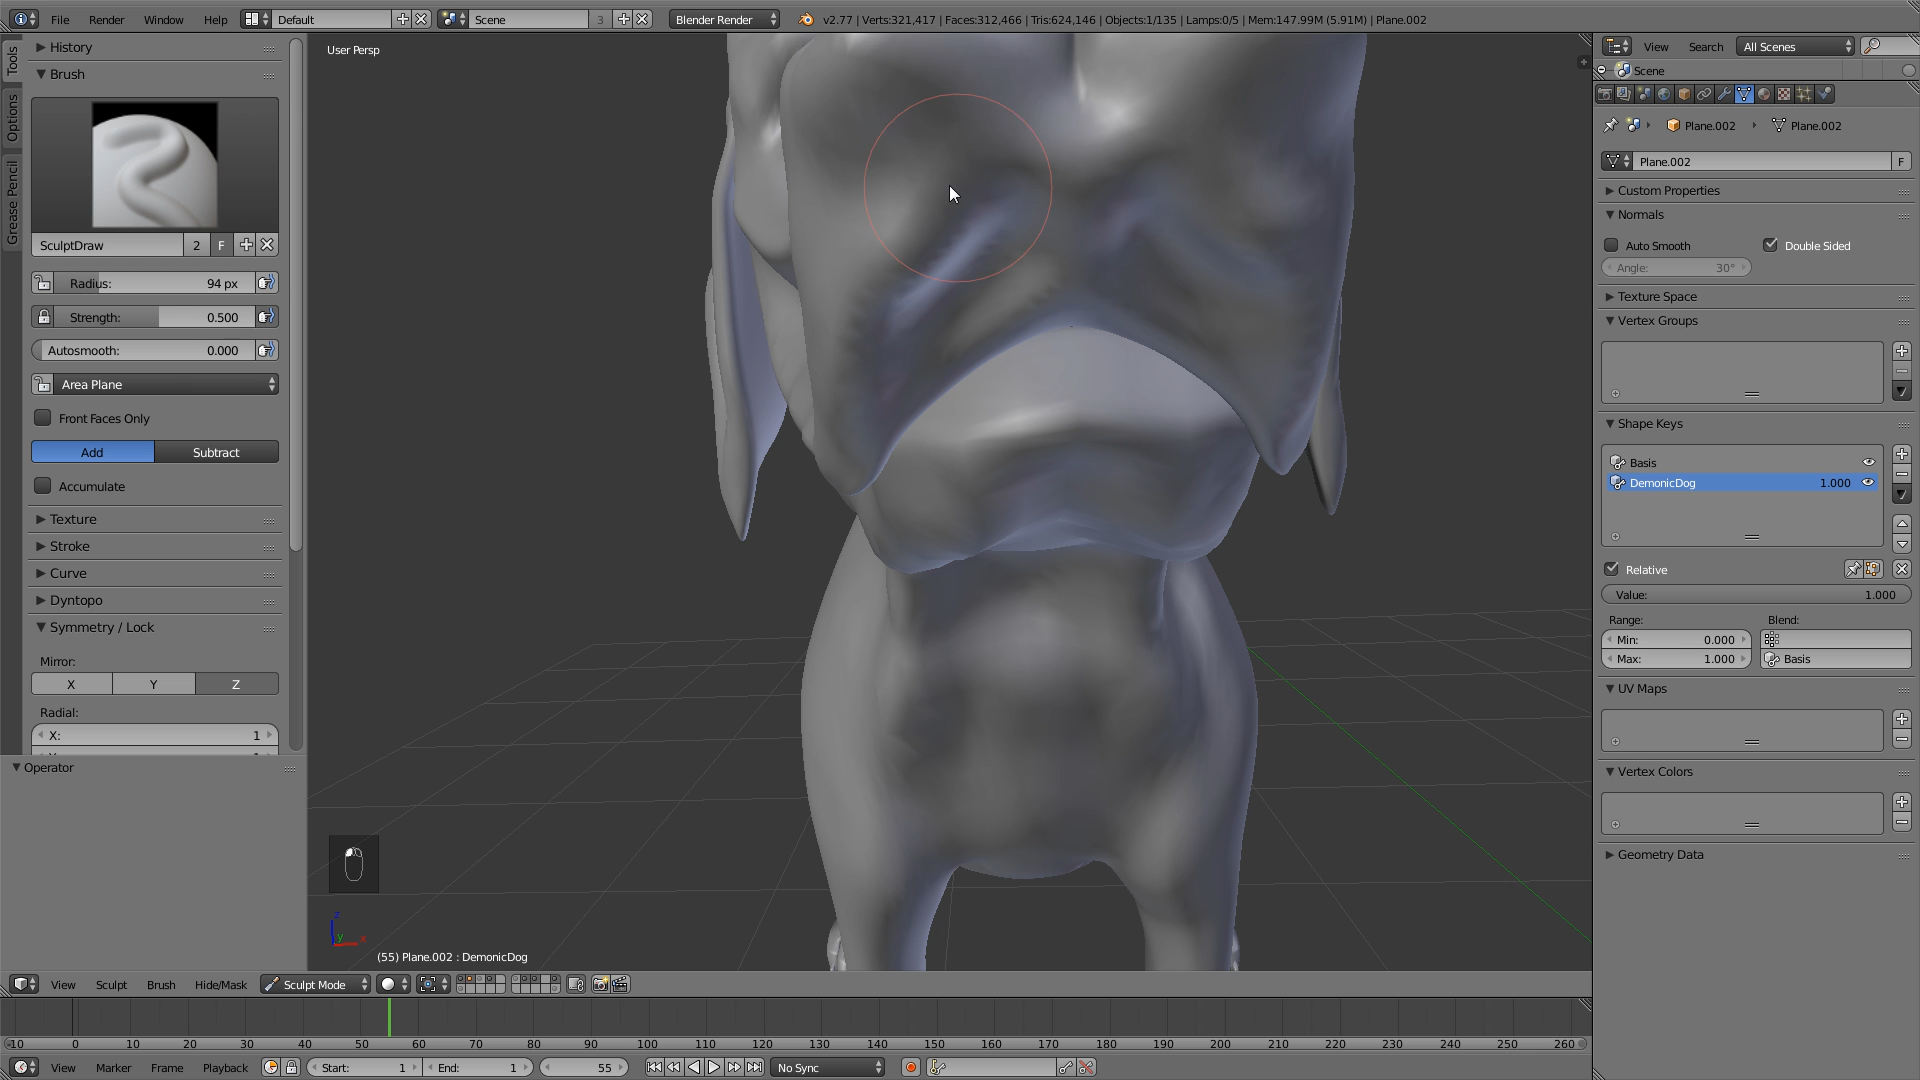 File Render Window Help Default Scene 3 Blender Render v2.77 | Verts:321,417 | Faces:312,466 | Tris:624,146 | Objects:1/135 | Lamps:0/5 | Mem:147.99M (5.91M) | Plane.002
Tools
Options
Grease Pencil
History
Brush
SculptDraw 2 F
Radius: 94 px
Strength: 0.500
Autosmooth: 0.000
Area Plane
Front Faces Only
Add Subtract
Accumulate
Texture
Stroke
Curve
Dyntopo
Symmetry / Lock
Mirror:
X Y Z
Radial:
X: 1
Operator
User Persp
z
y x
(55) Plane.002 : DemonicDog
View Sculpt Brush Hide/Mask Sculpt Mode
-10 0 10 20 30 40 50 60 70 80 90 100 110 120 130 140 150 160 170 180 190 200 210 220 230 240 250 260
View Marker Frame Playback Start: 1 End: 1 55 No Sync
View Search All Scenes
Scene
Plane.002 Plane.002
Plane.002 F
Custom Properties
Normals
Auto Smooth Double Sided
Angle: 30°
Texture Space
Vertex Groups
Shape Keys
Basis
DemonicDog 1.000
Relative
Value: 1.000
Range: Blend:
Min: 0.000
Max: 1.000 Basis
UV Maps
Vertex Colors
Geometry Data